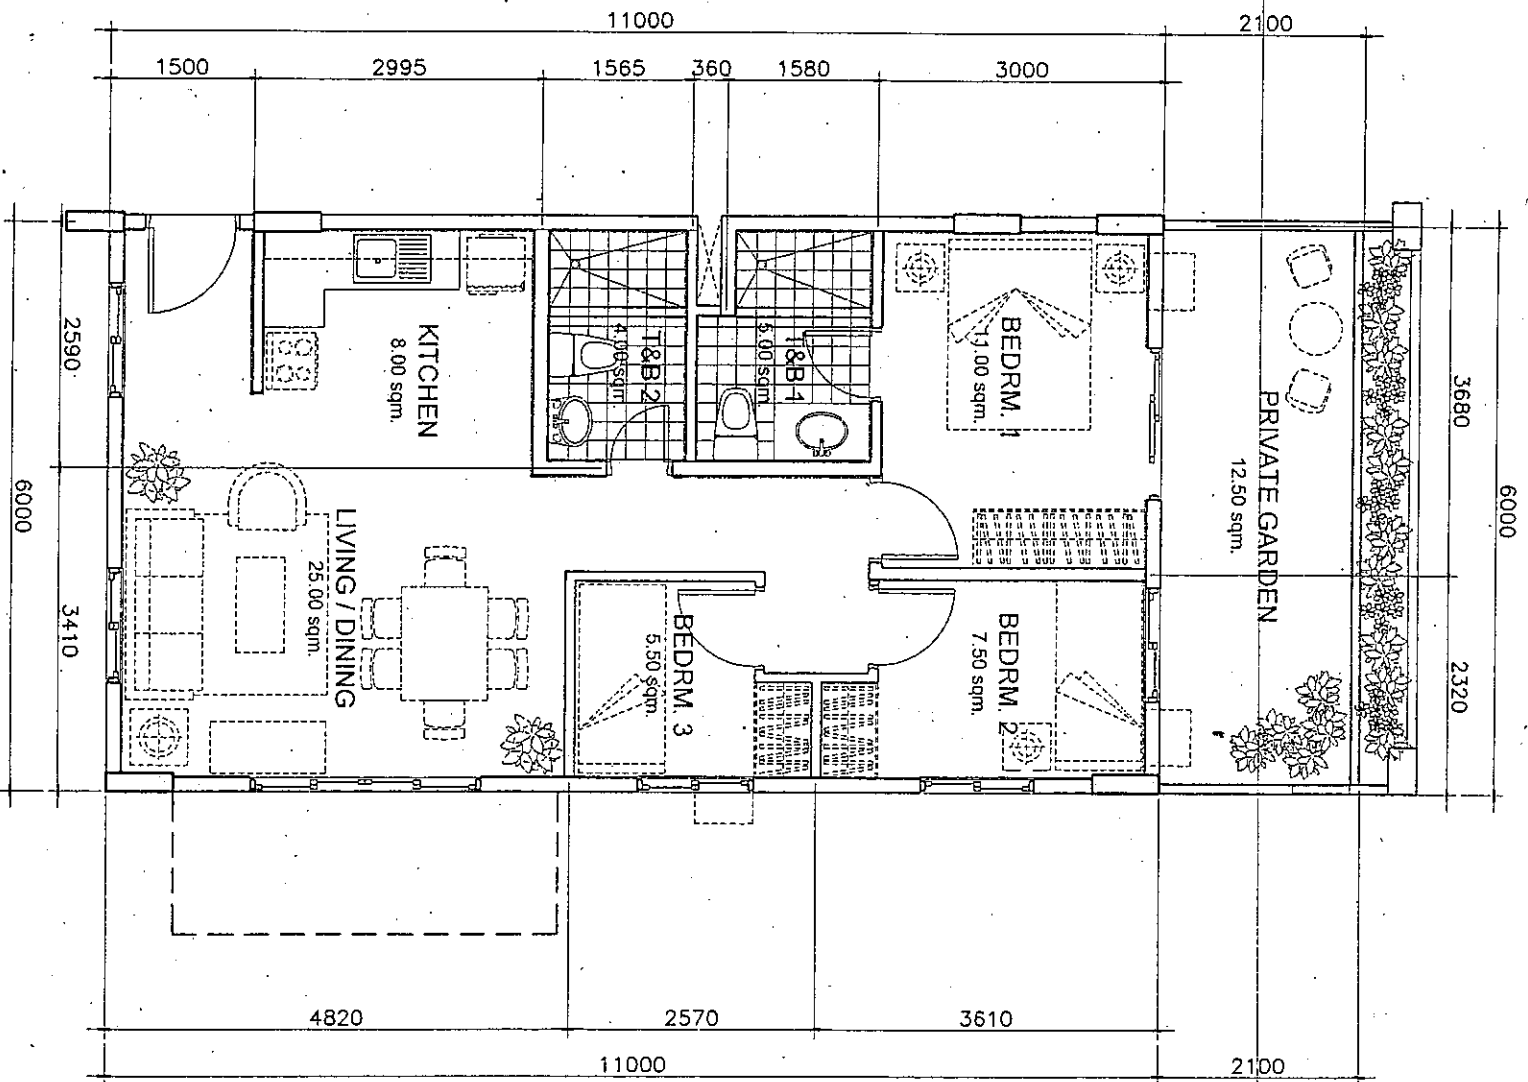 11000
2100
1500
2995
1565
360
1580
3000
2590
3410
6000
3680
2320
6000
KITCHEN
8.00 sqm.
T&B-2
4.00 sqm
T&B-1
5.00 sqm
BEDRM. 1
11.00 sqm.
PRIVATE GARDEN
12.50 sqm.
LIVING / DINING
25.00 sqm.
BEDRM. 3
5.50 sqm.
BEDRM. 2
7.50 sqm.
4820
2570
3610
11000
2100